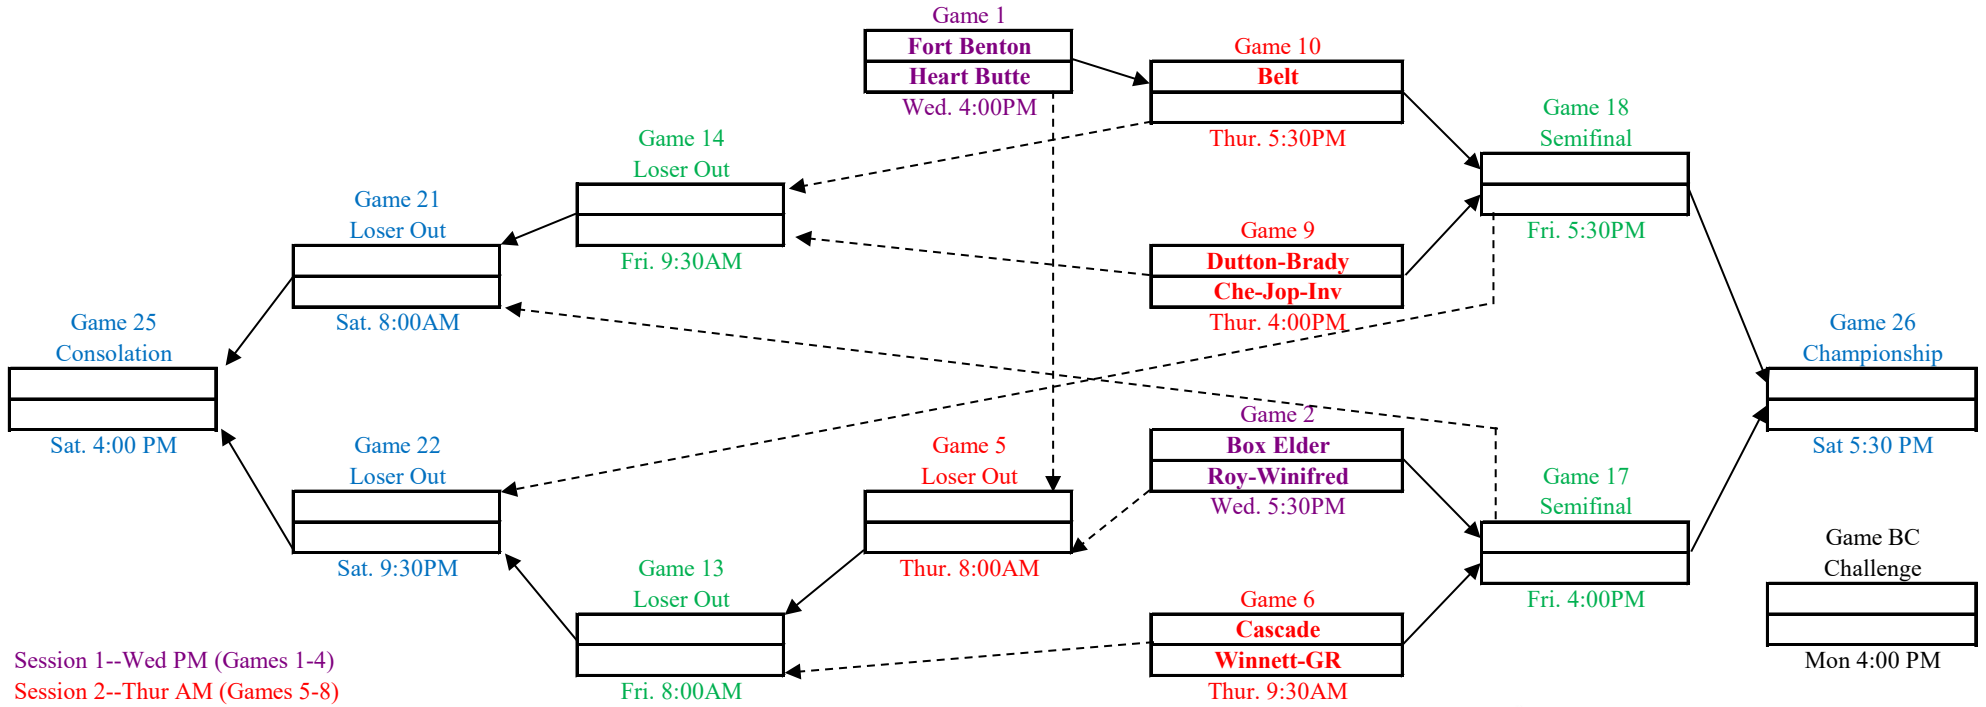 Game 1
Fort Benton
Heart Butte
Wed. 4:00PM
Game 10
Belt
Thur. 5:30PM
Game 18
Semifinal
Fri. 5:30PM
Game 14
Loser Out
Fri. 9:30AM
Game 21
Loser Out
Sat. 8:00AM
Game 9
Dutton-Brady
Che-Jop-Inv
Thur. 4:00PM
Game 25
Consolation
Sat. 4:00 PM
Game 26
Championship
Sat 5:30 PM
Game 22
Loser Out
Sat. 9:30PM
Game 5
Loser Out
Thur. 8:00AM
Game 2
Box Elder
Roy-Winifred
Wed. 5:30PM
Game 17
Semifinal
Fri. 4:00PM
Game 13
Loser Out
Fri. 8:00AM
Game 6
Cascade
Winnett-GR
Thur. 9:30AM
Game BC
Challenge
Mon 4:00 PM
Session 1--Wed PM (Games 1-4)
Session 2--Thur AM (Games 5-8)